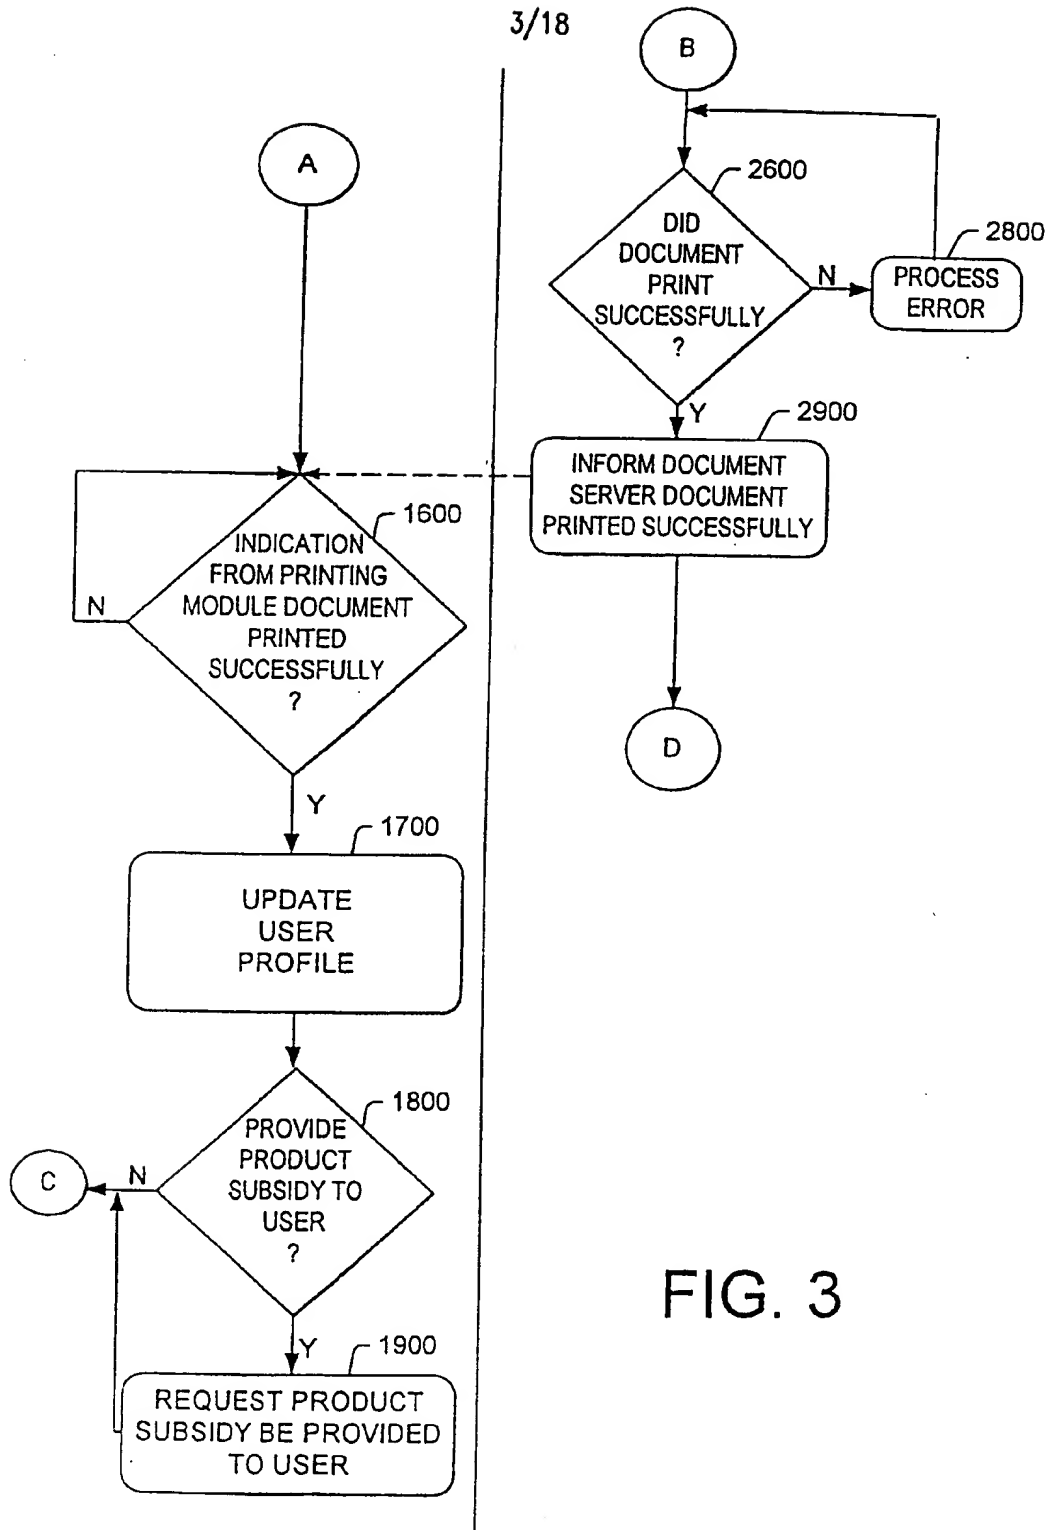 3/18
A
1600
INDICATION
FROM PRINTING
MODULE DOCUMENT
PRINTED
SUCCESSFULLY
?
N
Y
1700
UPDATE
USER
PROFILE
1800
PROVIDE
PRODUCT
SUBSIDY TO
USER
?
N
C
Y
1900
REQUEST PRODUCT
SUBSIDY BE PROVIDED
TO USER
B
2600
DID
DOCUMENT
PRINT
SUCCESSFULLY
?
N
2800
PROCESS
ERROR
Y
2900
INFORM DOCUMENT
SERVER DOCUMENT
PRINTED SUCCESSFULLY
D
FIG. 3